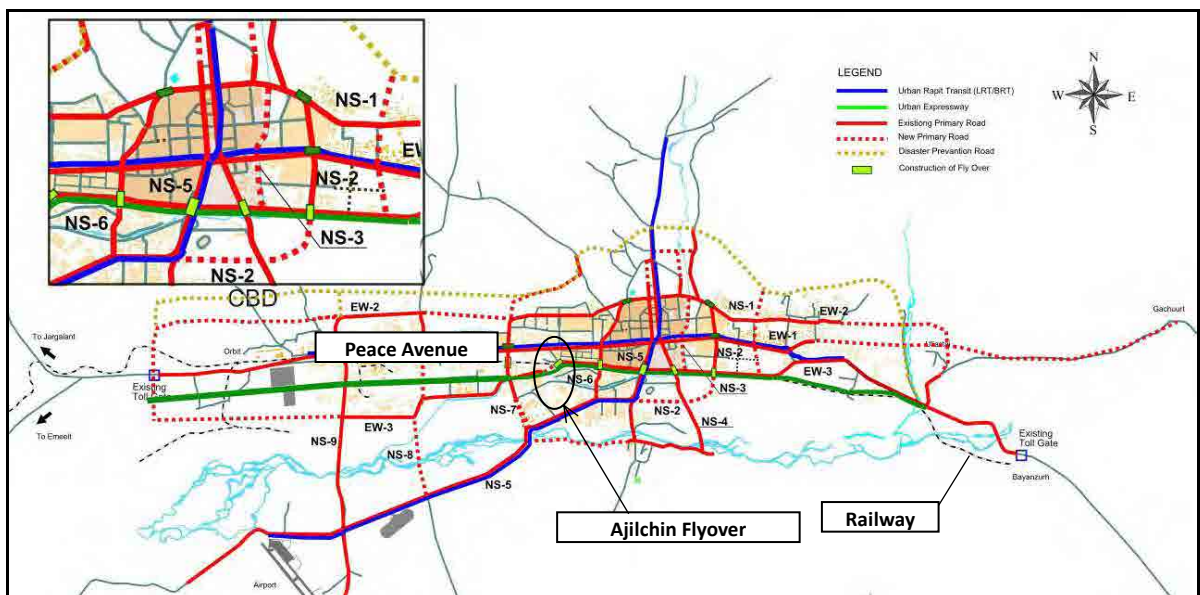 NS-1
EW
NS-5
NS-2
NS-6
NS-3
NS-2
CBD
LEGEND
Urban Rapit Transit (LRT/BRT)
Urban Expressway
Existiong Primary Road
New Primary Road
Disaster Prevantion Road
Construction of Fly Over
N
W E
S
To Jargalant
Orbit
EW-2
Peace Avenue
NS-1
EW-2
EW-1
Gachuurt
NS-5
NS-2
EW-3
NS-6
NS-3
Existing
Toll Gate
To Emeelt
NS-7
NS-2
NS-4
EW-3
NS-9
NS-8
NS-5
Existing
Toll Gate
Bayanzurh
Ajilchin Flyover
Railway
Airport